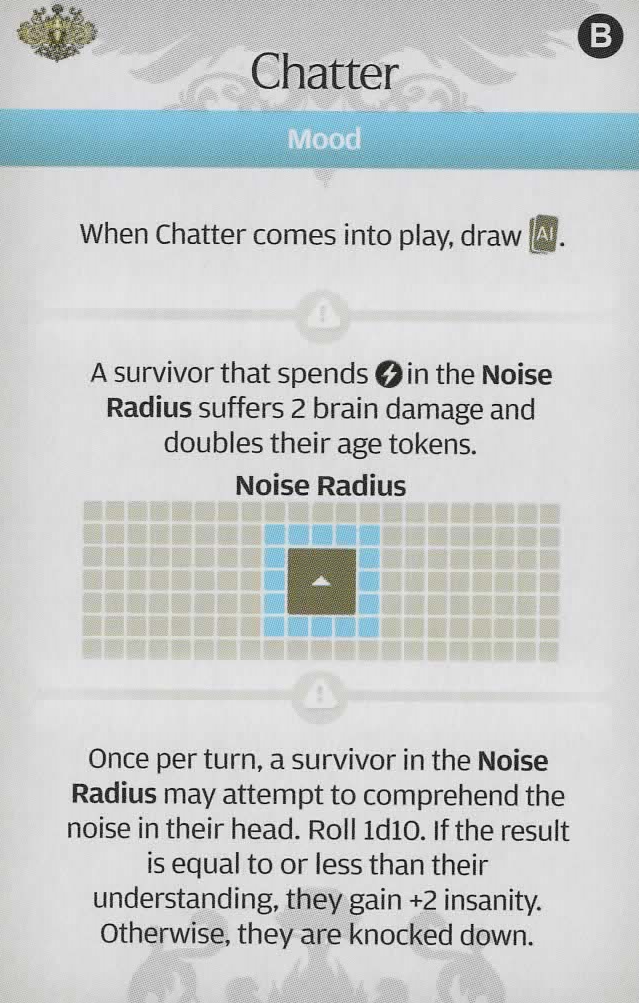 B
Chatter
Mood
When Chatter comes into play, draw AI.
A survivor that spends in the Noise
Radius suffers 2 brain damage and
doubles their age tokens.
Noise Radius
Once per turn, a survivor in the Noise
Radius may attempt to comprehend the
noise in their head. Roll 1d10. If the result
is equal to or less than their
understanding, they gain +2 insanity.
Otherwise, they are knocked down.